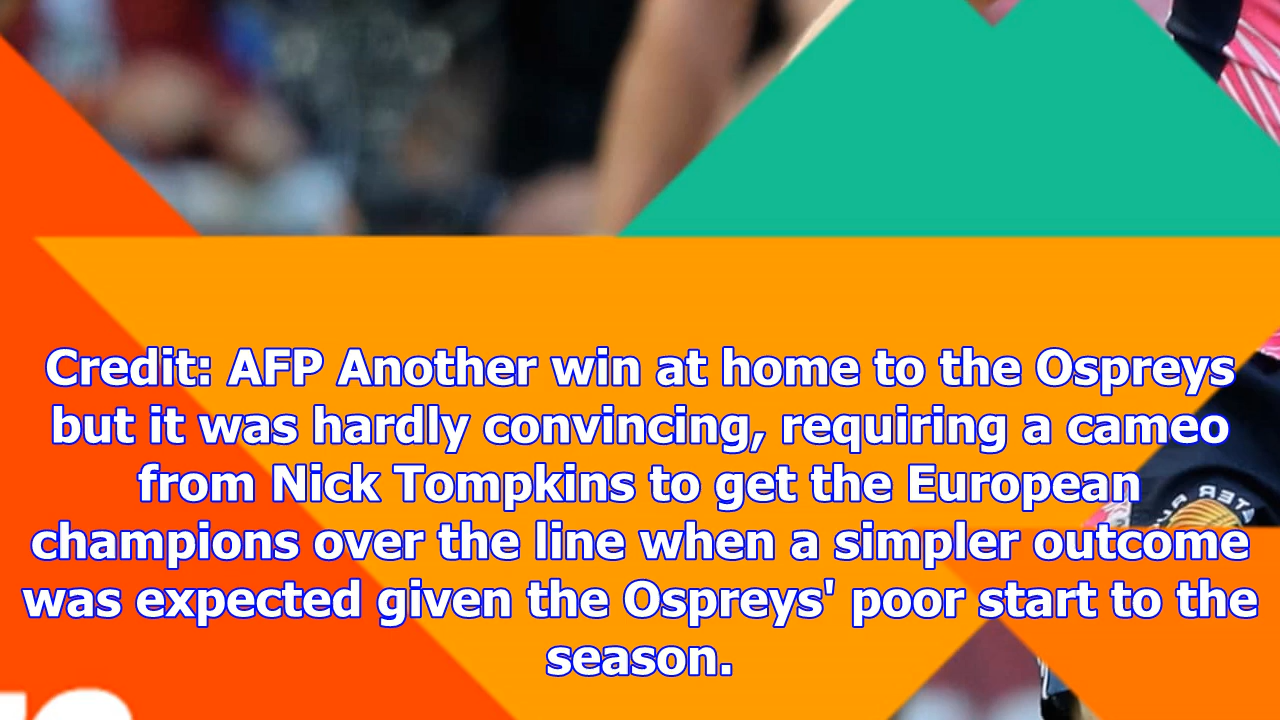 Credit: AFP Another win at home to the Ospreys
but it was hardly convincing, requiring a cameo
from Nick Tompkins to get the European
champions over the line when a simpler outcome
was expected given the Ospreys' poor start to the
season.